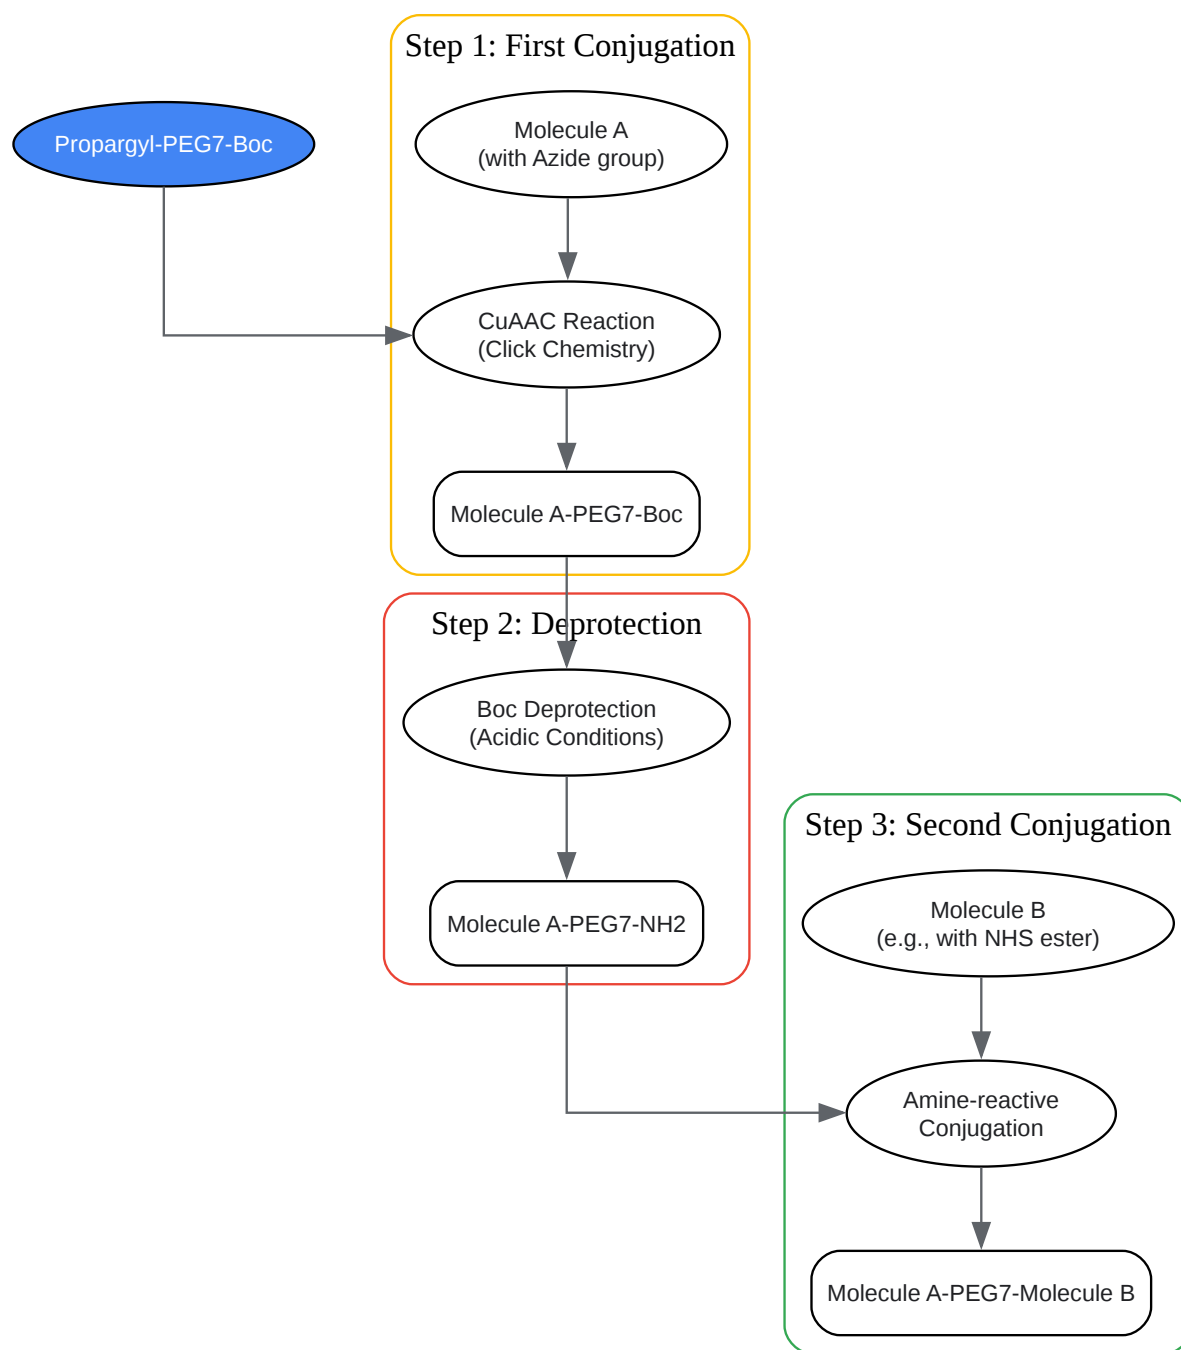 Step 1: First Conjugation
Propargyl-PEG7-Boc
Molecule A
(with Azide group)
CuAAC Reaction
(Click Chemistry)
Molecule A-PEG7-Boc
Step 2: Deprotection
Boc Deprotection
(Acidic Conditions)
Molecule A-PEG7-NH2
Step 3: Second Conjugation
Molecule B
(e.g., with NHS ester)
Amine-reactive
Conjugation
Molecule A-PEG7-Molecule B